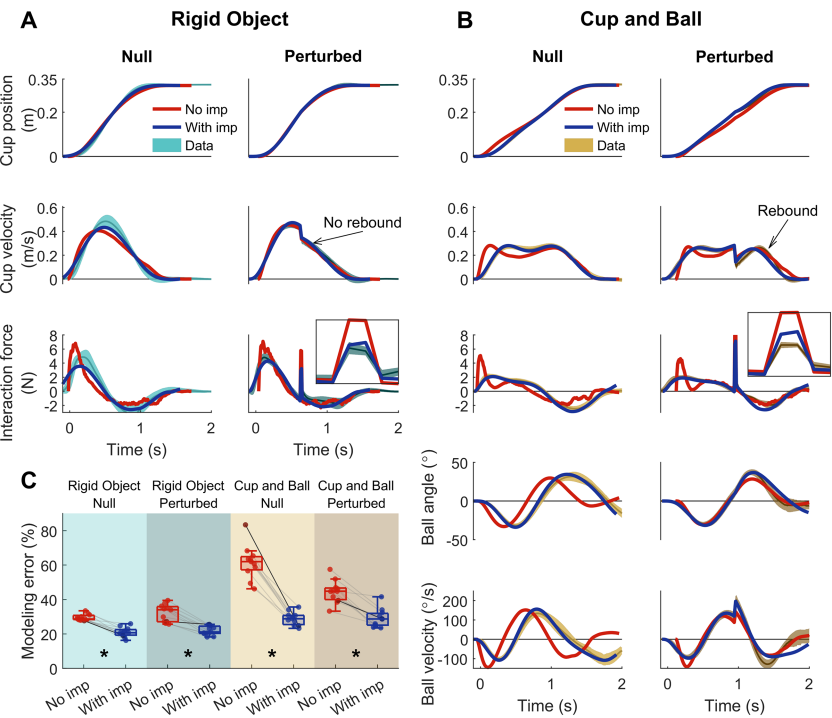 A
Rigid Object
Null
Perturbed
Cup position
(m)
0.35
0.2
0
No imp
With imp
Data
Cup velocity
(m/s)
0.6
0.4
0.2
0
No rebound
Interaction force
(N)
8
6
4
2
0
-2
0
1
2
0
1
2
Time (s)
Time (s)
B
Cup and Ball
Null
Perturbed
0.35
0.2
0
No imp
With imp
Data
0.6
0.4
0.2
0
Rebound
8
6
4
2
0
-2
Ball angle (°)
50
0
-50
Ball velocity (°/s)
200
100
0
-100
0
1
2
0
1
2
Time (s)
Time (s)
C
Rigid Object
Null
Rigid Object
Perturbed
Cup and Ball
Null
Cup and Ball
Perturbed
Modeling error (%)
80
60
40
20
0
*
*
*
*
No imp
With imp
No imp
With imp
No imp
With imp
No imp
With imp